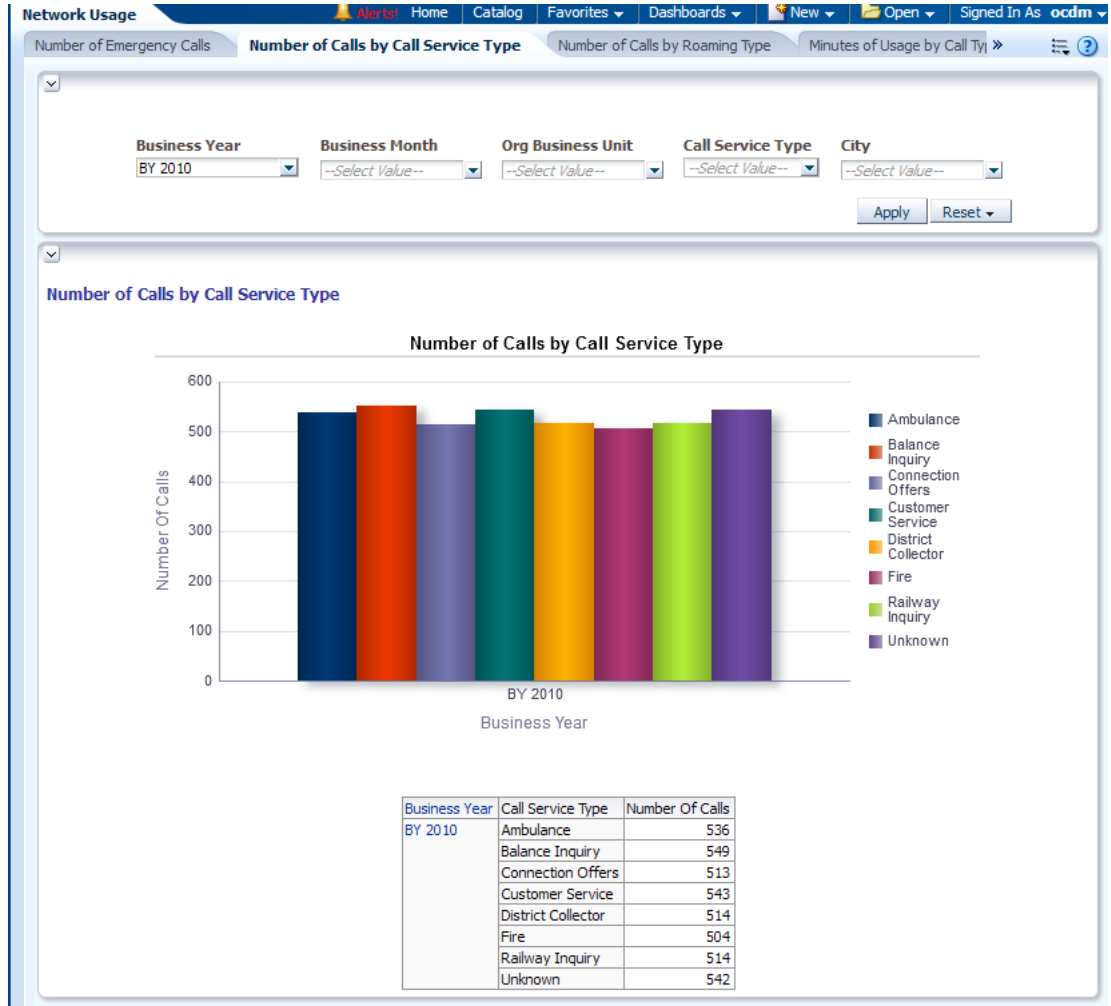 Network Usage
Alerts! Home Catalog Favorites Dashboards New Open Signed In As ocdm
Number of Emergency Calls Number of Calls by Call Service Type Number of Calls by Roaming Type Minutes of Usage by Call Ty »
Business Year Business Month Org Business Unit Call Service Type City
BY 2010 --Select Value-- --Select Value-- --Select Value-- --Select Value--
Apply Reset
Number of Calls by Call Service Type
Number of Calls by Call Service Type
Number Of Calls
600
500
400
300
200
100
0
BY 2010
Business Year
Ambulance
Balance
Inquiry
Connection
Offers
Customer
Service
District
Collector
Fire
Railway
Inquiry
Unknown
Business Year Call Service Type Number Of Calls
BY 2010 Ambulance 536
Balance Inquiry 549
Connection Offers 513
Customer Service 543
District Collector 514
Fire 504
Railway Inquiry 514
Unknown 542